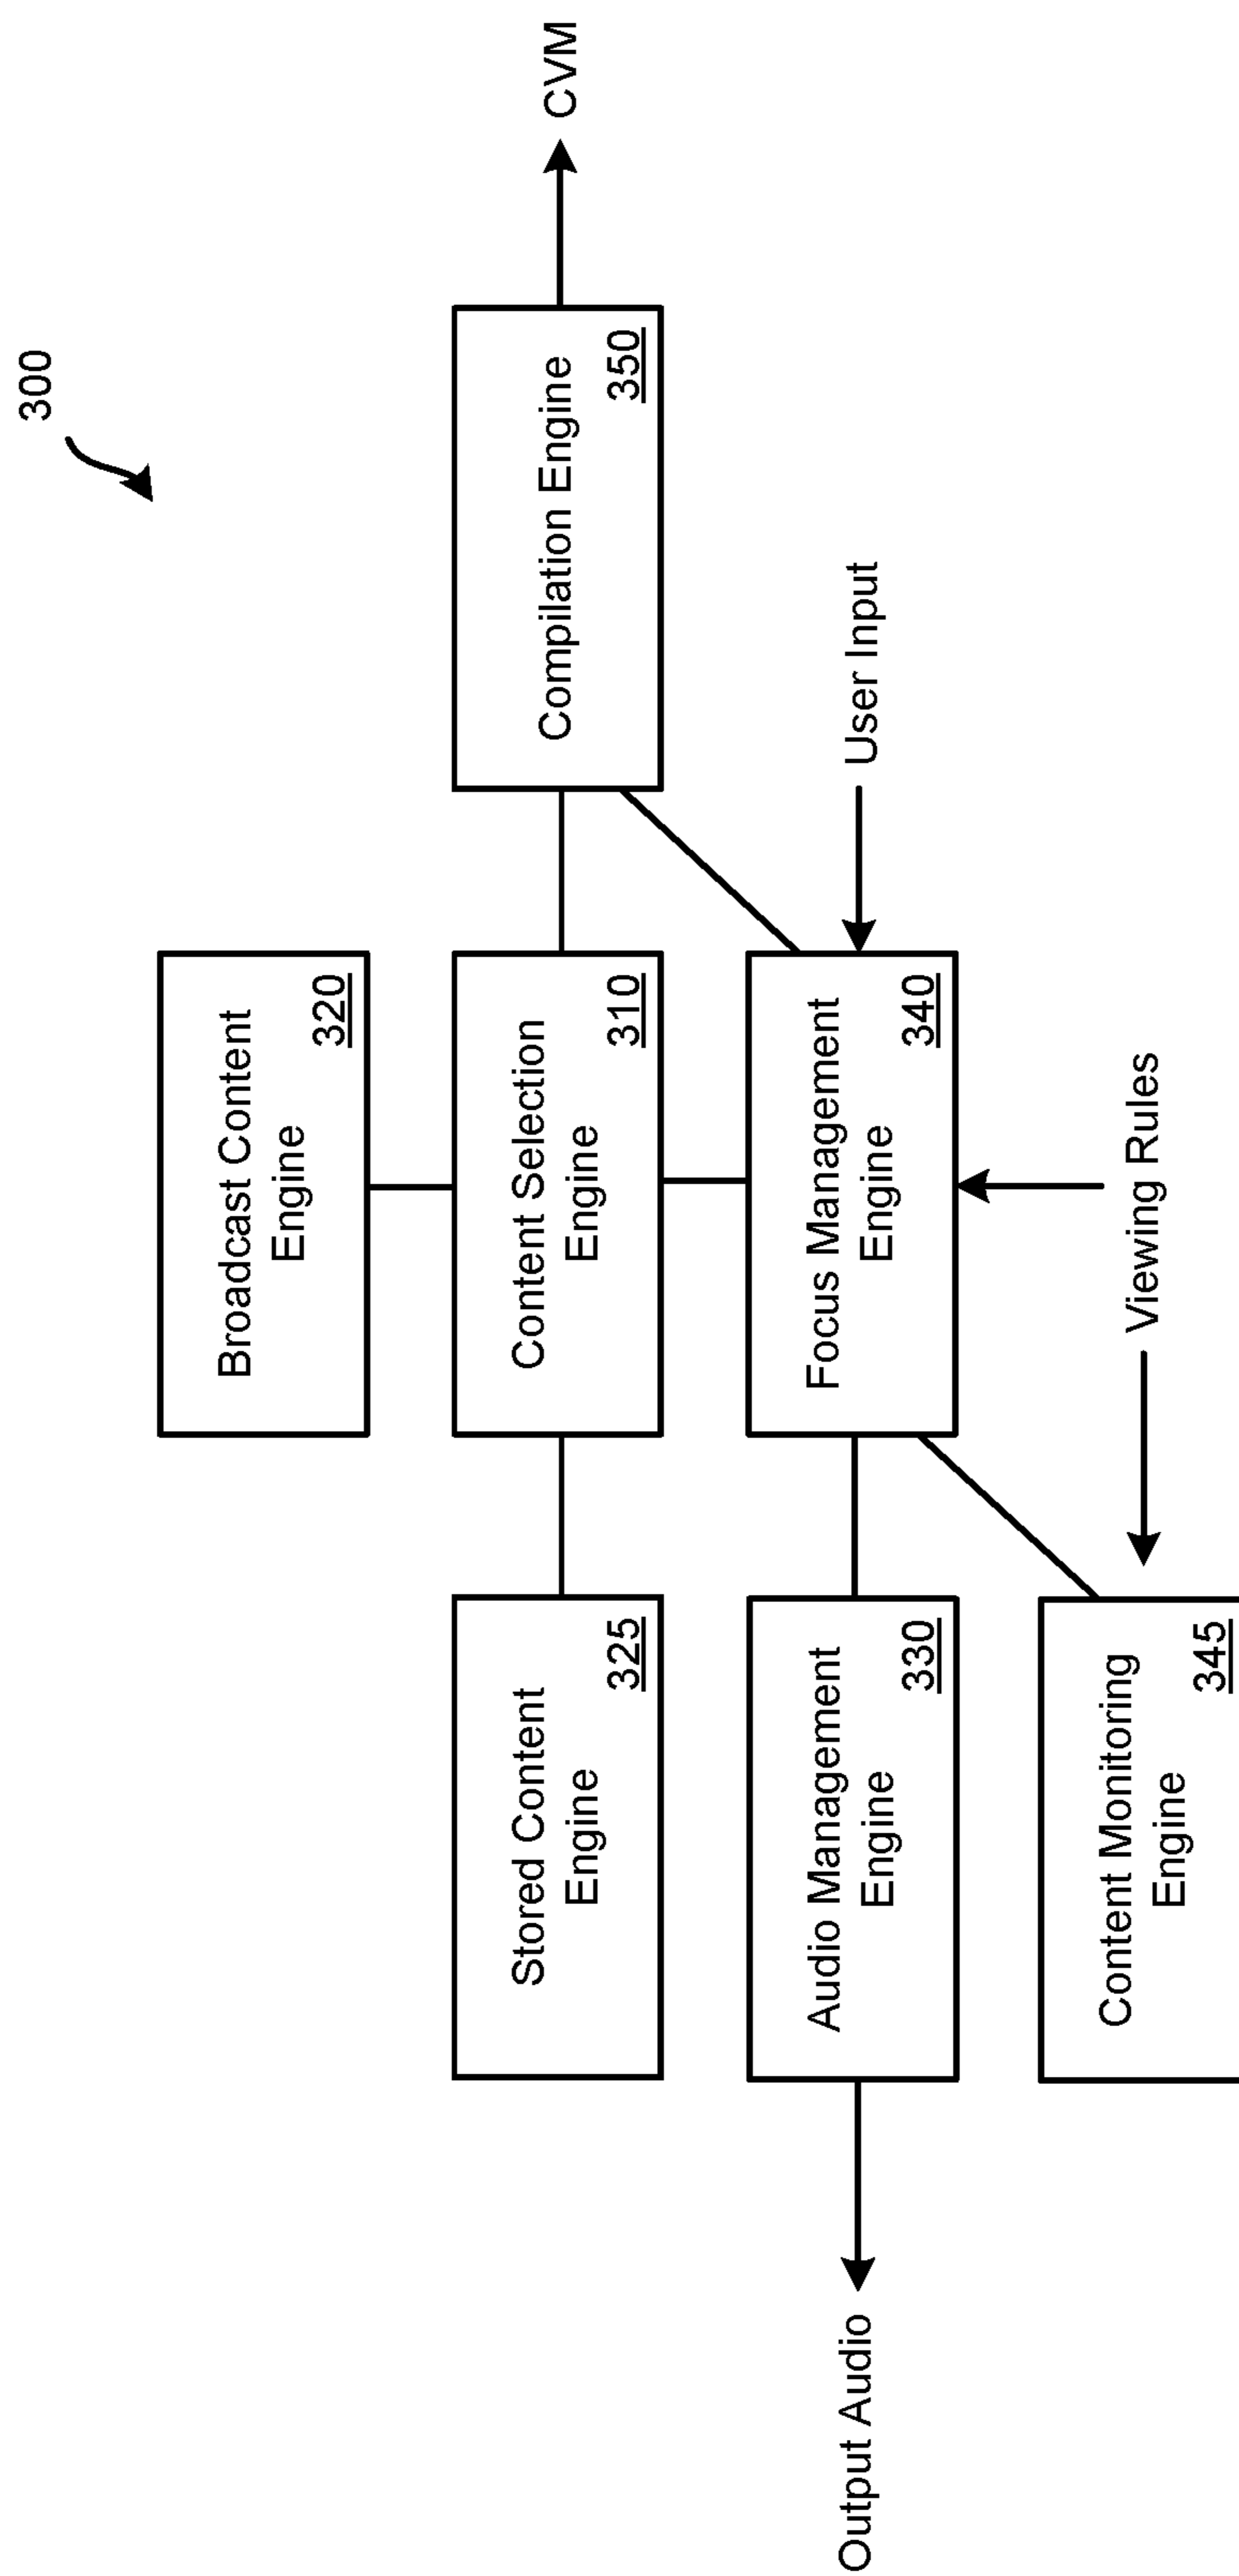 300
Broadcast Content
Engine
320
Stored Content
Engine
325
Content Selection
Engine
310
Compilation Engine
350
CVM
Output Audio
Audio Management
Engine
330
Focus Management
Engine
340
User Input
Content Monitoring
Engine
345
Viewing Rules